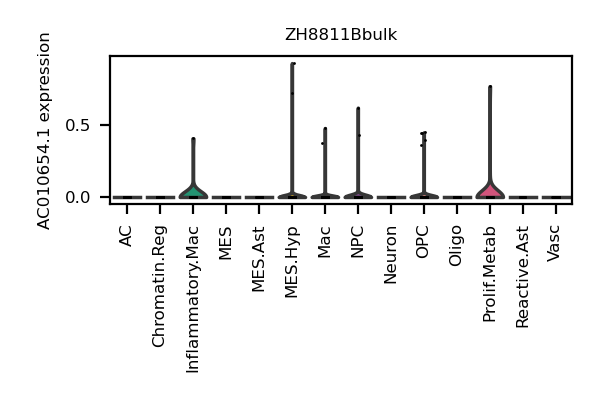 ZH8811Bbulk
AC010654.1 expression
0.5
0.0
AC
Chromatin.Reg
Inflammatory.Mac
MES
MES.Ast
MES.Hyp
Mac
NPC
Neuron
OPC
Oligo
Prolif.Metab
Reactive.Ast
Vasc